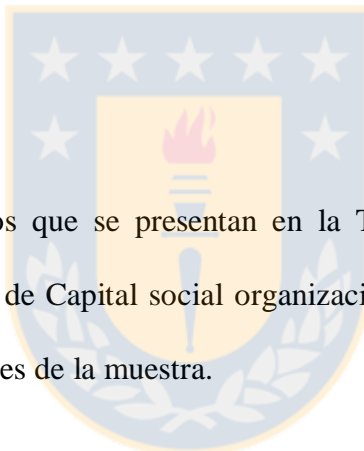 os que se presentan en la T
de Capital social organizaci
es de la muestra.